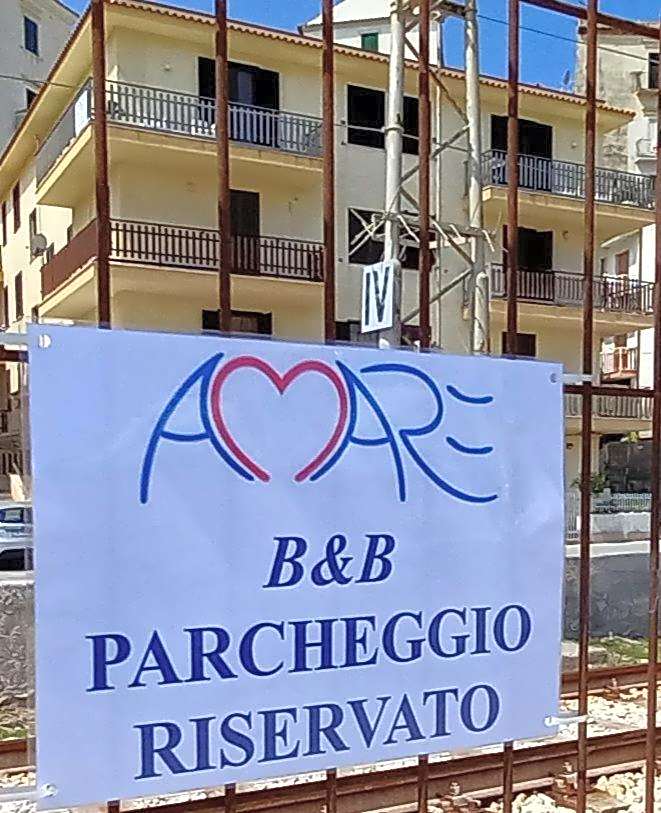 IV
AMARE
B&B
PARCHEGGIO
RISERVATO